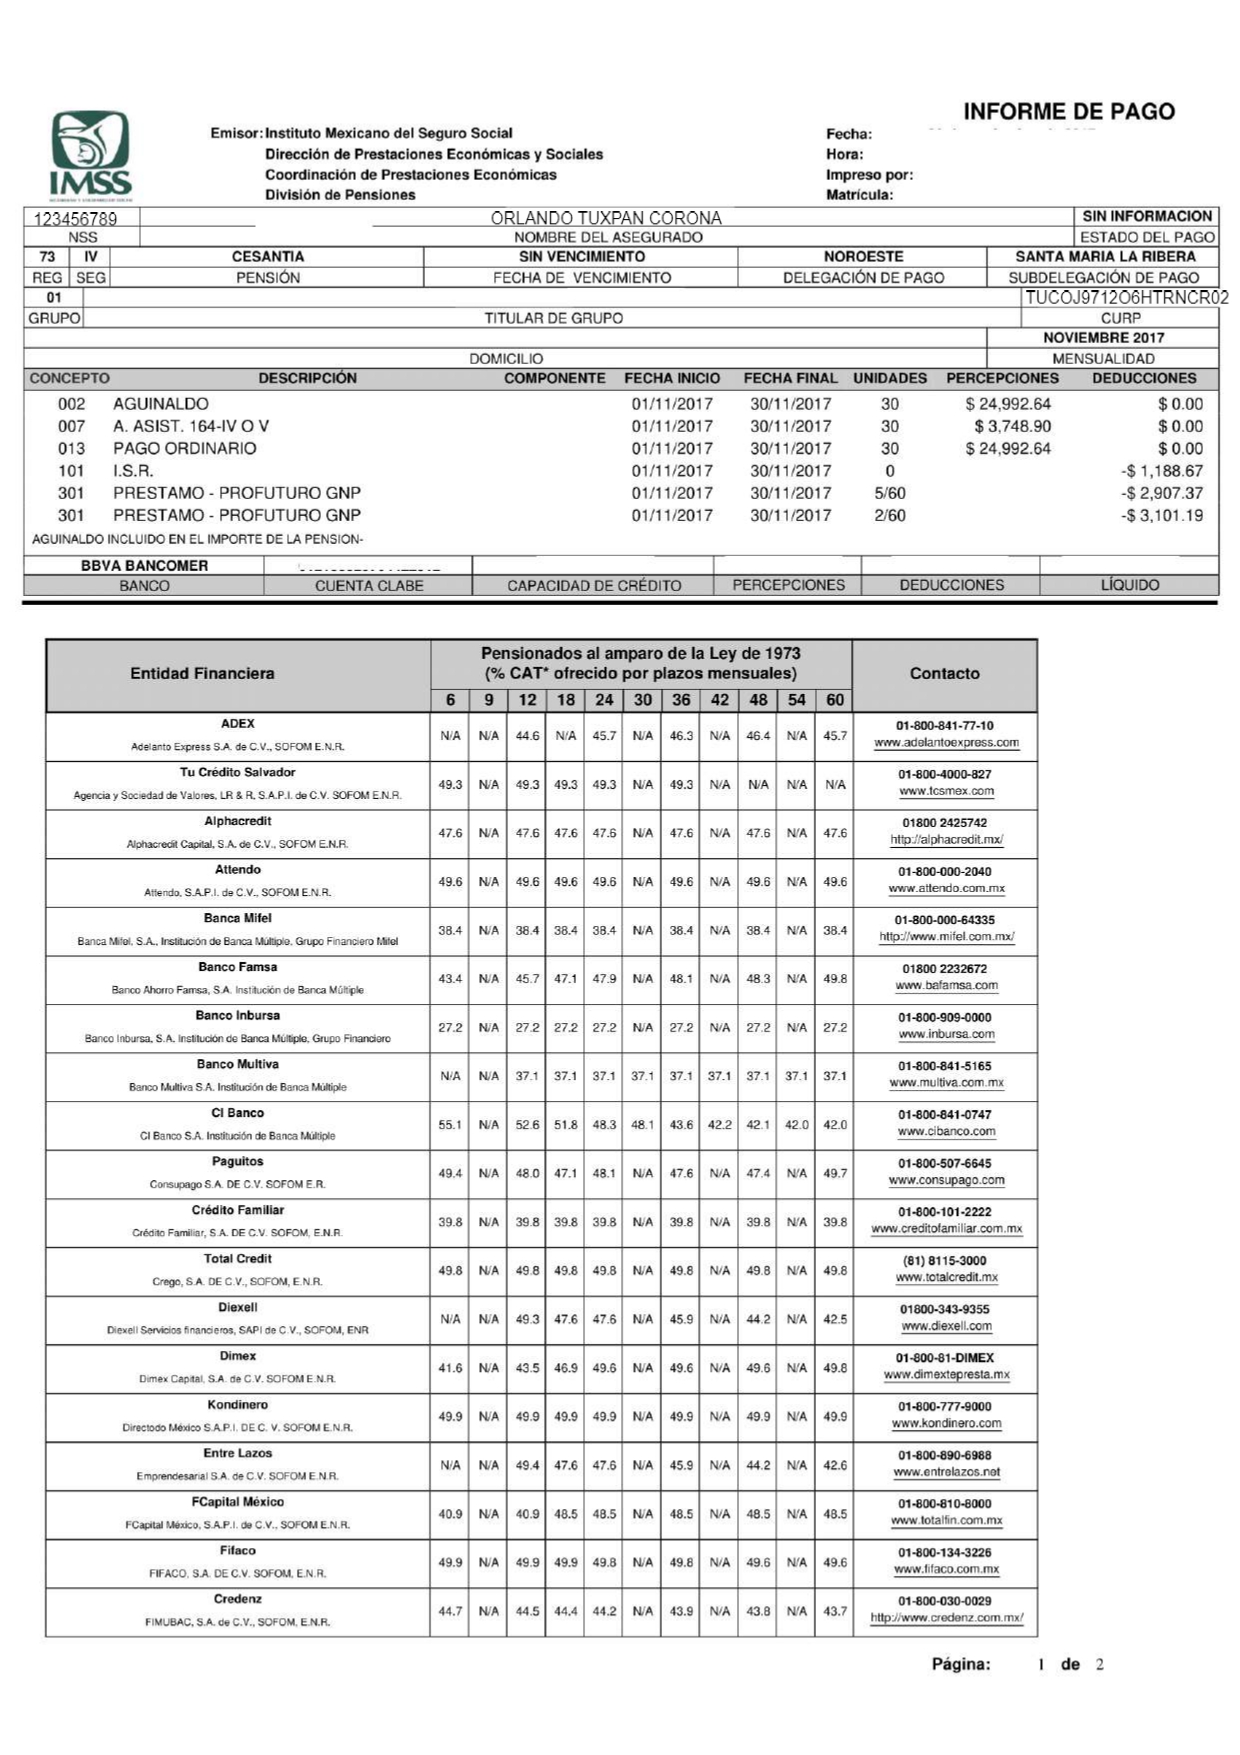 INFORME DE PAGO
IMSS
Emisor: Instituto Mexicano del Seguro Social
Dirección de Prestaciones Económicas y Sociales
Coordinación de Prestaciones Económicas
División de Pensiones
Fecha:
Hora:
Impreso por:
Matrícula:
123456789 ORLANDO TUXPAN CORONA SIN INFORMACION
NSS NOMBRE DEL ASEGURADO ESTADO DEL PAGO
73 IV CESANTIA SIN VENCIMIENTO NOROESTE SANTA MARIA LA RIBERA
REG SEG PENSIÓN FECHA DE VENCIMIENTO DELEGACIÓN DE PAGO SUBDELEGACIÓN DE PAGO
01 TUCOJ9712O6HTRNCR02
GRUPO TITULAR DE GRUPO CURP
NOVIEMBRE 2017
DOMICILIO MENSUALIDAD
CONCEPTO DESCRIPCIÓN COMPONENTE FECHA INICIO FECHA FINAL UNIDADES PERCEPCIONES DEDUCCIONES
002 AGUINALDO 01/11/2017 30/11/2017 30 $ 24,992.64 $ 0.00
007 A. ASIST. 164-IV O V 01/11/2017 30/11/2017 30 $ 3,748.90 $ 0.00
013 PAGO ORDINARIO 01/11/2017 30/11/2017 30 $ 24,992.64 $ 0.00
101 I.S.R. 01/11/2017 30/11/2017 0 -$ 1,188.67
301 PRESTAMO - PROFUTURO GNP 01/11/2017 30/11/2017 5/60 -$ 2,907.37
301 PRESTAMO - PROFUTURO GNP 01/11/2017 30/11/2017 2/60 -$ 3,101.19
AGUINALDO INCLUIDO EN EL IMPORTE DE LA PENSION-
BBVA BANCOMER
BANCO CUENTA CLABE CAPACIDAD DE CRÉDITO PERCEPCIONES DEDUCCIONES LÍQUIDO
Entidad Financiera
Pensionados al amparo de la Ley de 1973
(% CAT* ofrecido por plazos mensuales)
Contacto
6 9 12 18 24 30 36 42 48 54 60
ADEX
Adelanto Express S.A. de C.V., SOFOM E.N.R.
N/A N/A 44.6 N/A 45.7 N/A 46.3 N/A 46.4 N/A 45.7
01-800-841-77-10
www.adelantoexpress.com
Tu Crédito Salvador
Agencia y Sociedad de Valores, LR & R, S.A.P.I. de C.V. SOFOM E.N.R.
49.3 N/A 49.3 49.3 49.3 N/A 49.3 N/A N/A N/A N/A
01-800-4000-827
www.tcsmex.com
Alphacredit
Alphacredit Capital, S.A. de C.V., SOFOM E.N.R.
47.6 N/A 47.6 47.6 47.6 N/A 47.6 N/A 47.6 N/A 47.6
01800 2425742
http://alphacredit.mx/
Attendo
Attendo, S.A.P.I. de C.V., SOFOM E.N.R.
49.6 N/A 49.6 49.6 49.6 N/A 49.6 N/A 49.6 N/A 49.6
01-800-000-2040
www.attendo.com.mx
Banca Mifel
Banca Mifel, S.A., Institución de Banca Múltiple, Grupo Financiero Mifel
38.4 N/A 38.4 38.4 38.4 N/A 38.4 N/A 38.4 N/A 38.4
01-800-000-64335
http://www.mifel.com.mx/
Banco Famsa
Banco Ahorro Famsa, S.A. Institución de Banca Múltiple
43.4 N/A 45.7 47.1 47.9 N/A 48.1 N/A 48.3 N/A 49.8
01800 2232672
www.bafamsa.com
Banco Inbursa
Banco Inbursa, S.A. Institución de Banca Múltiple, Grupo Financiero
27.2 N/A 27.2 27.2 27.2 N/A 27.2 N/A 27.2 N/A 27.2
01-800-909-0000
www.inbursa.com
Banco Multiva
Banco Multiva S.A. Institución de Banca Múltiple
N/A N/A 37.1 37.1 37.1 37.1 37.1 37.1 37.1 37.1 37.1
01-800-841-5165
www.multiva.com.mx
CI Banco
CI Banco S.A. Institución de Banca Múltiple
55.1 N/A 52.6 51.8 48.3 48.1 43.6 42.2 42.1 42.0 42.0
01-800-841-0747
www.cibanco.com
Paguitos
Consupago S.A. DE C.V. SOFOM E.R.
49.4 N/A 48.0 47.1 48.1 N/A 47.6 N/A 47.4 N/A 49.7
01-800-507-6645
www.consupago.com
Crédito Familiar
Crédito Familiar, S.A. DE C.V. SOFOM, E.N.R.
39.8 N/A 39.8 39.8 39.8 N/A 39.8 N/A 39.8 N/A 39.8
01-800-101-2222
www.creditofamiliar.com.mx
Total Credit
Crego, S.A. DE C.V., SOFOM, E.N.R.
49.8 N/A 49.8 49.8 49.8 N/A 49.8 N/A 49.8 N/A 49.8
(81) 8115-3000
www.totalcredit.mx
Diexell
Diexell Servicios financieros, SAPI de C.V., SOFOM, ENR
N/A N/A 49.3 47.6 47.6 N/A 45.9 N/A 44.2 N/A 42.5
01800-343-9355
www.diexell.com
Dimex
Dimex Capital, S.A. de C.V. SOFOM E.N.R.
41.6 N/A 43.5 46.9 49.6 N/A 49.6 N/A 49.6 N/A 49.8
01-800-81-DIMEX
www.dimextepresta.mx
Kondinero
Directodo México S.A.P.I. DE C. V. SOFOM E.N.R.
49.9 N/A 49.9 49.9 49.9 N/A 49.9 N/A 49.9 N/A 49.9
01-800-777-9000
www.kondinero.com
Entre Lazos
Emprendesarial S.A. de C.V. SOFOM E.N.R.
N/A N/A 49.4 47.6 47.6 N/A 45.9 N/A 44.2 N/A 42.6
01-800-890-6988
www.entrelazos.net
FCapital México
FCapital México, S.A.P.I. de C.V., SOFOM E.N.R.
40.9 N/A 40.9 48.5 48.5 N/A 48.5 N/A 48.5 N/A 48.5
01-800-810-8000
www.totalfin.com.mx
Fifaco
FIFACO, S.A. DE C.V. SOFOM, E.N.R.
49.9 N/A 49.9 49.9 49.8 N/A 49.8 N/A 49.6 N/A 49.6
01-800-134-3226
www.fifaco.com.mx
Credenz
FIMUBAC, S.A. de C.V., SOFOM, E.N.R.
44.7 N/A 44.5 44.4 44.2 N/A 43.9 N/A 43.8 N/A 43.7
01-800-030-0029
http://www.credenz.com.mx/
Página: 1 de 2